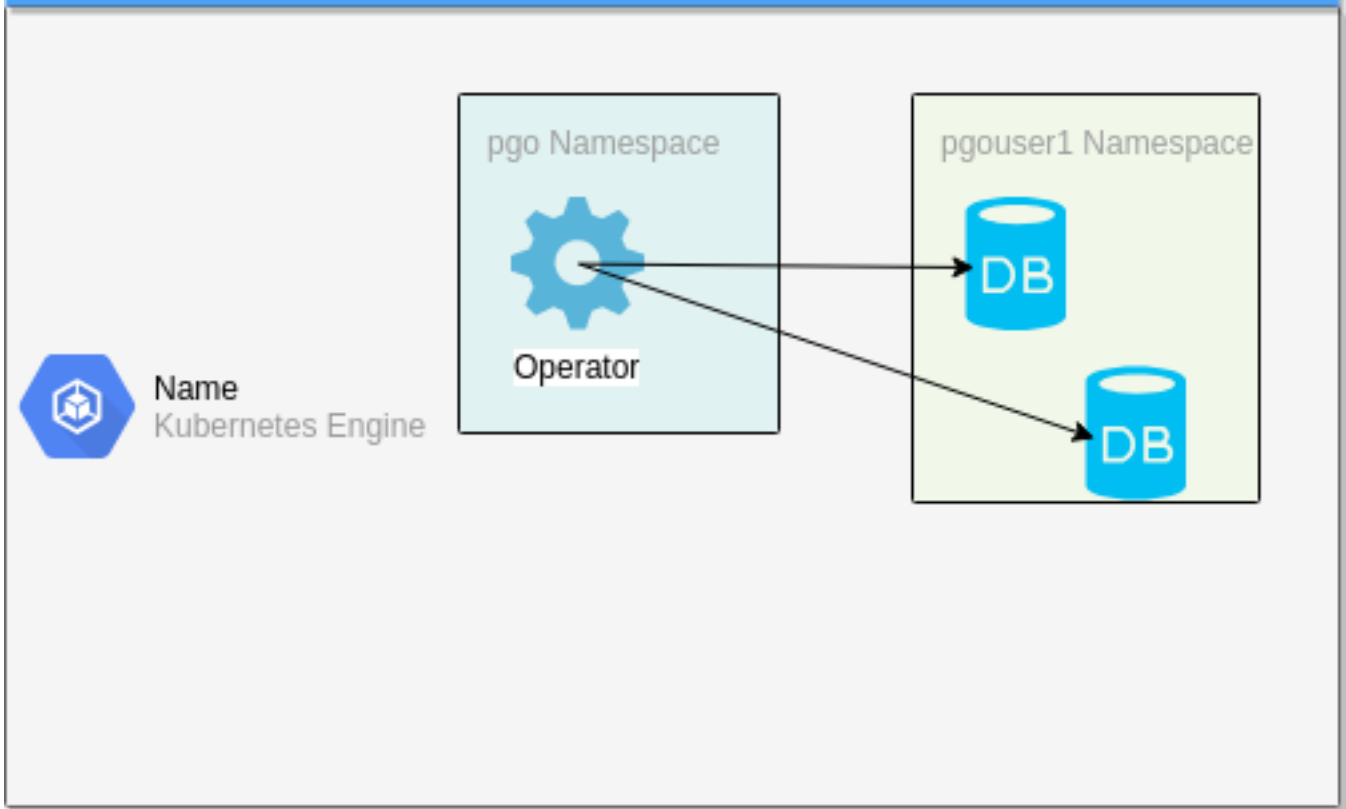 pgo Namespace
pgouser1 Namespace
DB
Operator
Name
Kubernetes Engine
DB